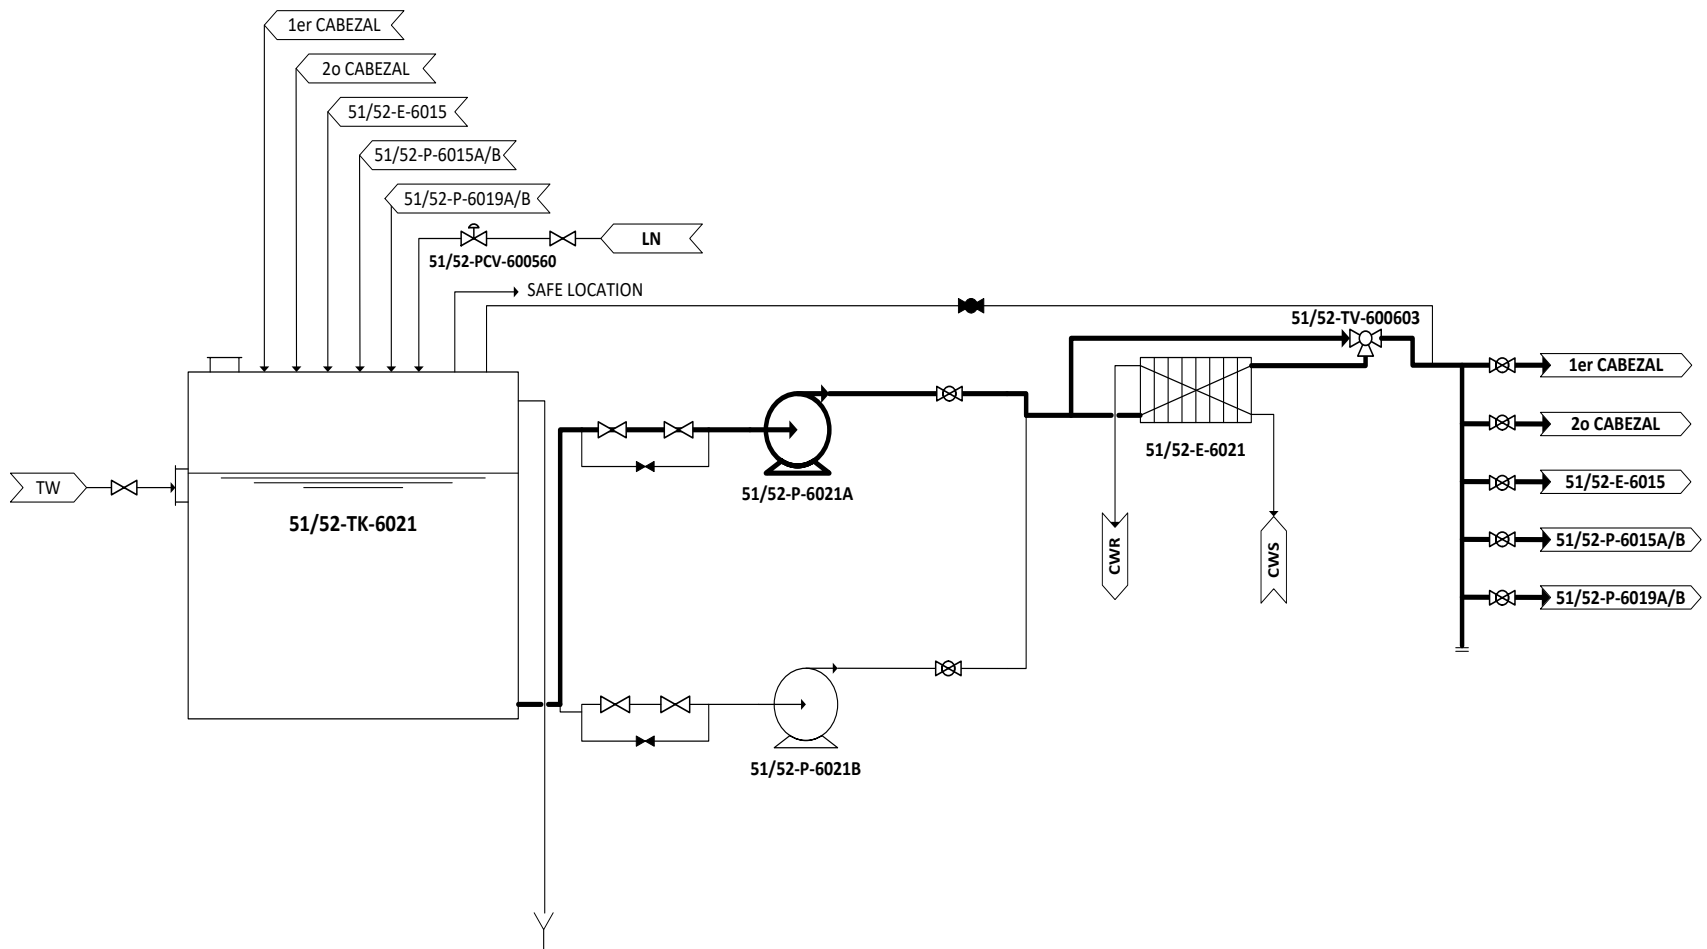 1er CABEZAL
2o CABEZAL
51/52-E-6015
51/52-P-6015A/B
51/52-P-6019A/B
LN
51/52-PCV-600560
SAFE LOCATION
51/52-TV-600603
1er CABEZAL
2o CABEZAL
51/52-E-6021
51/52-E-6015
TW
51/52-P-6021A
51/52-TK-6021
CWR
CWS
51/52-P-6015A/B
51/52-P-6019A/B
51/52-P-6021B